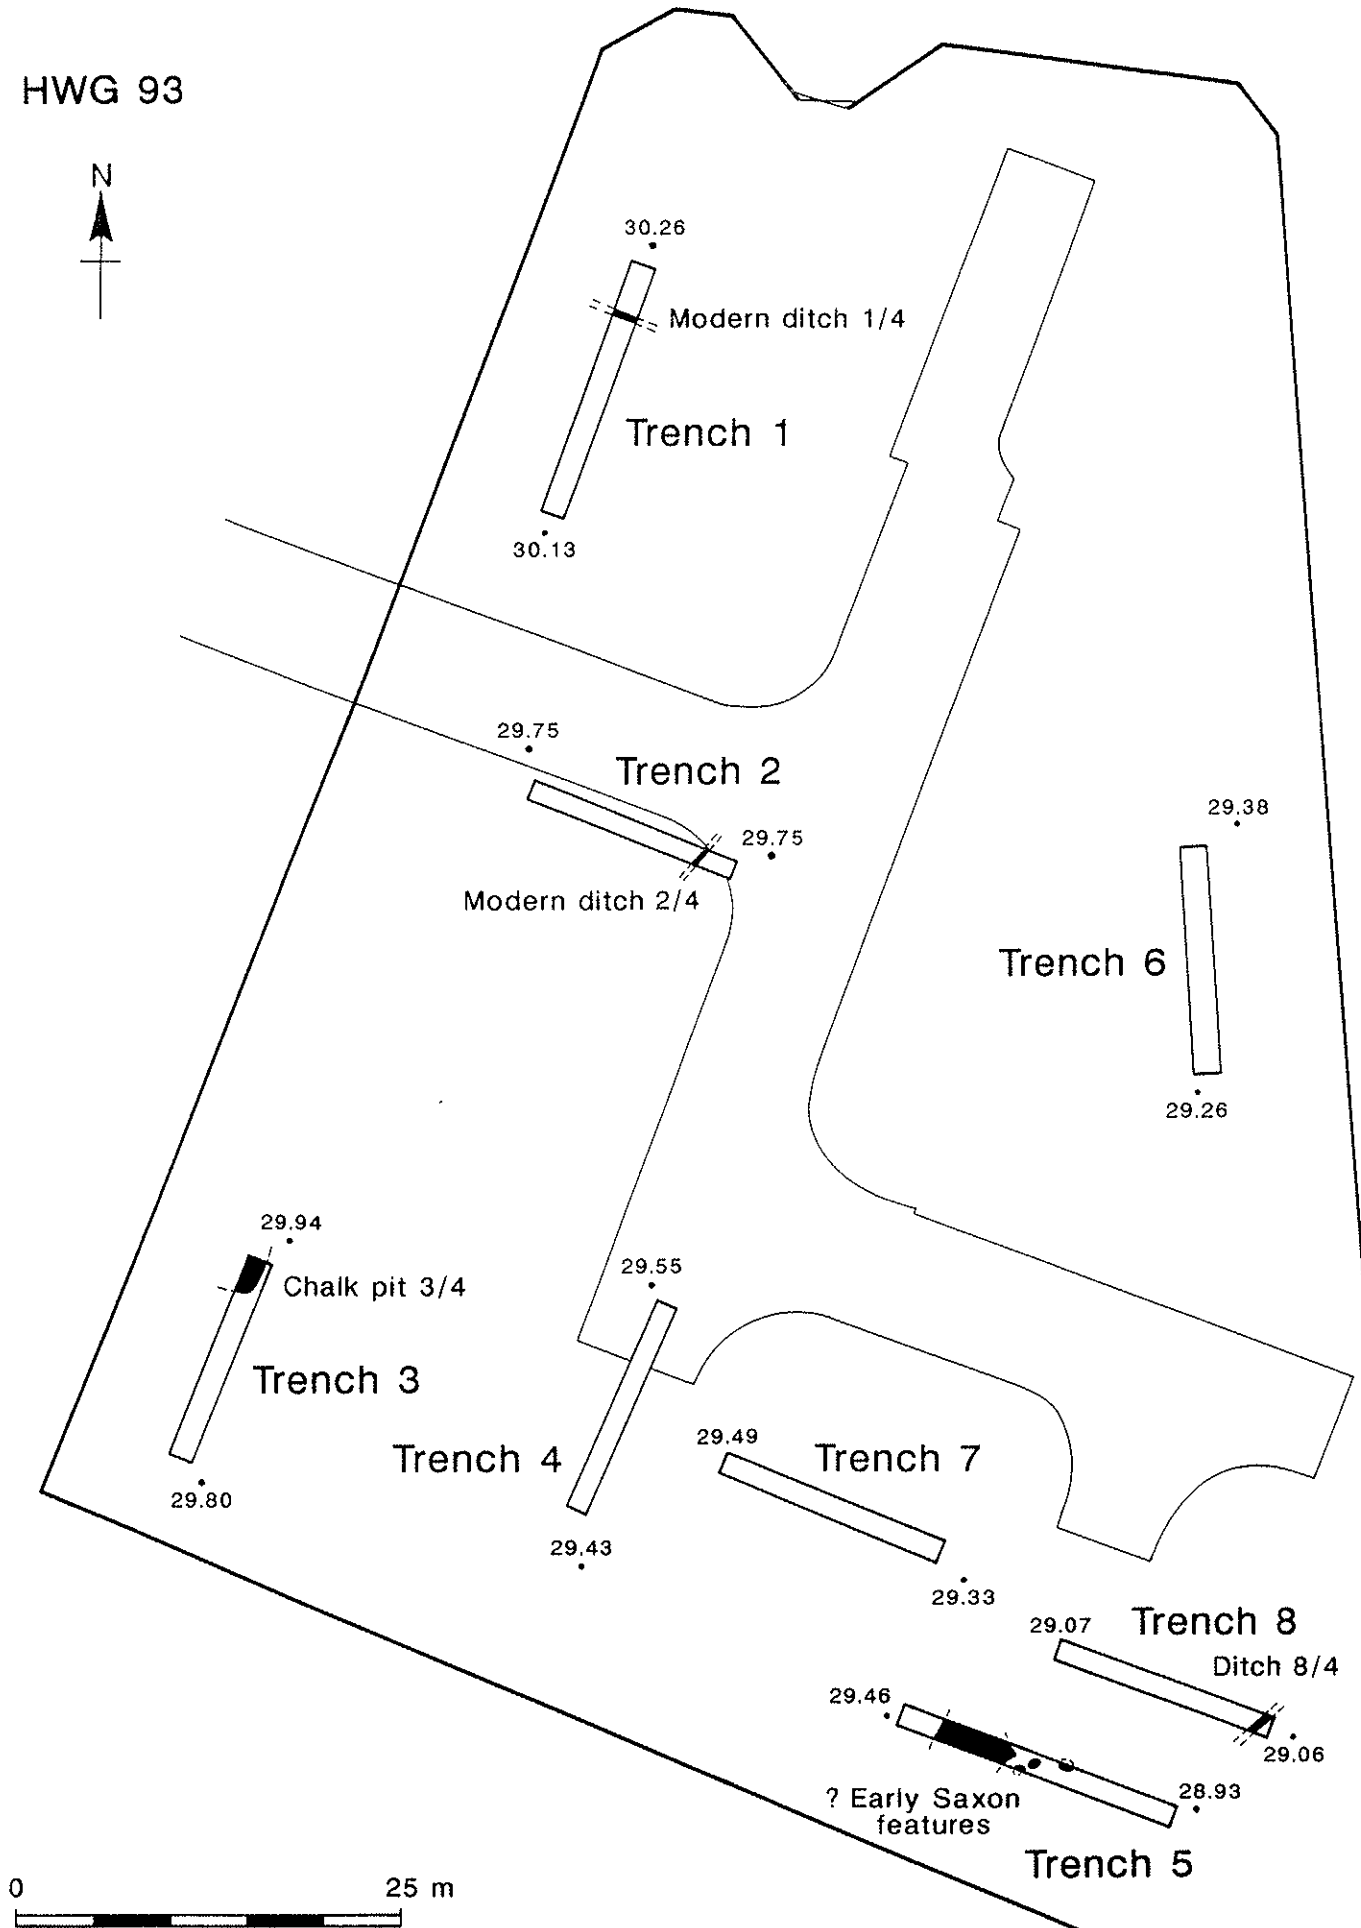 HWG 93
N
30.26
Modern ditch 1/4
Trench 1
30.13
29.75
Trench 2
29.75
Modern ditch 2/4
29.38
Trench 6
29.26
29.94
Chalk pit 3/4
Trench 3
29.80
29.55
Trench 4
29.43
29.49
Trench 7
29.33
29.07
Trench 8
Ditch 8/4
29.06
29.46
? Early Saxon
features
28.93
Trench 5
0
25 m